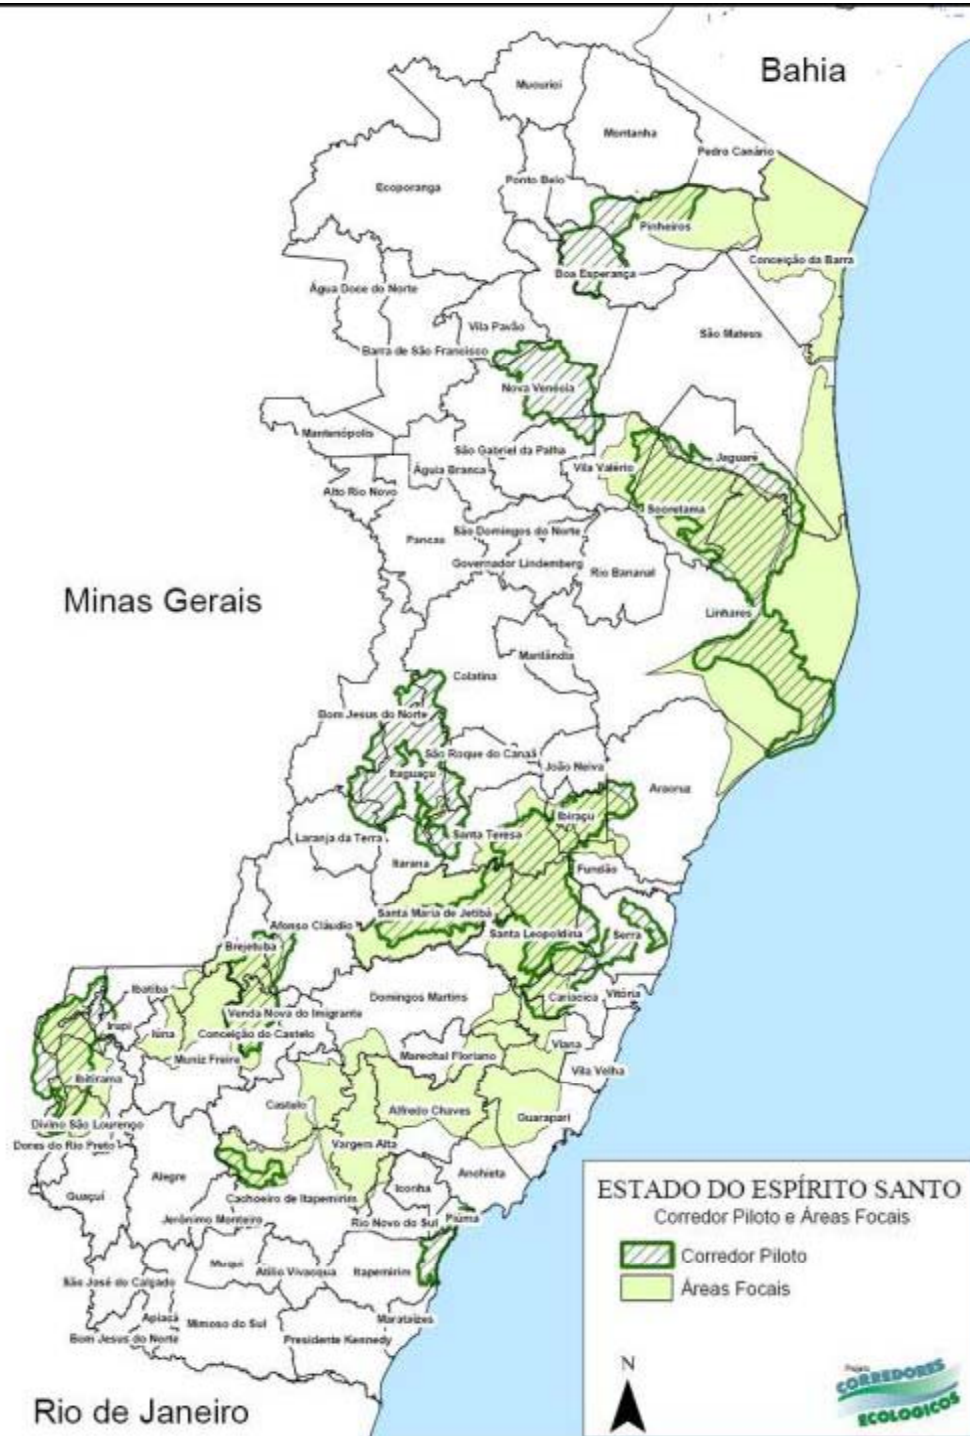 Bahia
Mucurici
Montanha
Pedro Canário
Ponto Belo
Ecoporanga
Pinheiros
Conceição da Barra
Boa Esperança
Água Doce do Norte
Vila Pavão
São Mateus
Barra de São Francisco
Nova Venécia
Mantenópolis
São Gabriel da Palha
Jaguaré
Águia Branca
Vila Valério
Alto Rio Novo
Sooretama
São Domingos do Norte
Pancas
Governador Lindemberg
Rio Bananal
Minas Gerais
Linhares
Marilândia
Colatina
Bom Jesus do Norte
São Roque do Canaã
João Neiva
Itaguaçu
Aracruz
Ibiraçu
Laranja da Terra
Santa Teresa
Itarana
Fundão
Santa Maria de Jetibá
Afonso Cláudio
Santa Leopoldina
Serra
Brejetuba
Ibatiba
Domingos Martins
Cariacica
Vitória
Venda Nova do Imigrante
Irupi
Iúna
Conceição do Castelo
Viana
Muniz Freire
Marechal Floriano
Vila Velha
Ibitirama
Castelo
Alfredo Chaves
Guarapari
Divino São Lourenço
Vargem Alta
Dores do Rio Preto
Alegre
Anchieta
Guaçuí
Iconha
Cachoeiro de Itapemirim
Jerônimo Monteiro
Rio Novo do Sul
Piúma
Muqui
Atílio Vivacqua
Itapemirim
São José do Calçado
Apiacá
Mimoso do Sul
Marataízes
Bom Jesus do Norte
Presidente Kennedy
Rio de Janeiro
ESTADO DO ESPÍRITO SANTO
Corredor Piloto e Áreas Focais
Corredor Piloto
Áreas Focais
N
Projeto
CORREDORES
ECOLOGICOS